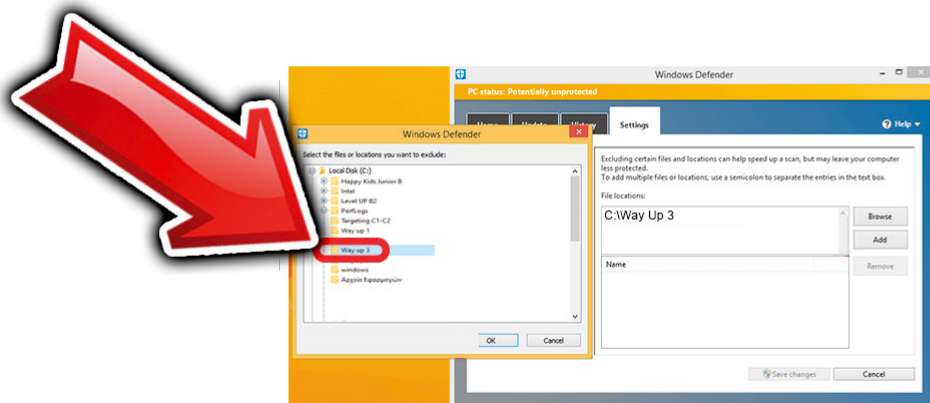 Windows Defender
PC status: Potentially unprotected
Home
Update
History
Settings
Help
Windows Defender
Select the files or locations you want to exclude:
Local Disk (C:)
Happy Kids Junior B
Intel
Level UP B2
PerfLogs
Targeting C1-C2
Way up 1
Way up 3
windows
Αρχεία Εφαρμογών
OK
Cancel
Excluding certain files and locations can help speed up a scan, but may leave your computer
less protected.
To add multiple files or locations, use a semicolon to separate the entries in the text box.
File locations:
C:\Way Up 3
Browse
Add
Name
Remove
Save changes
Cancel